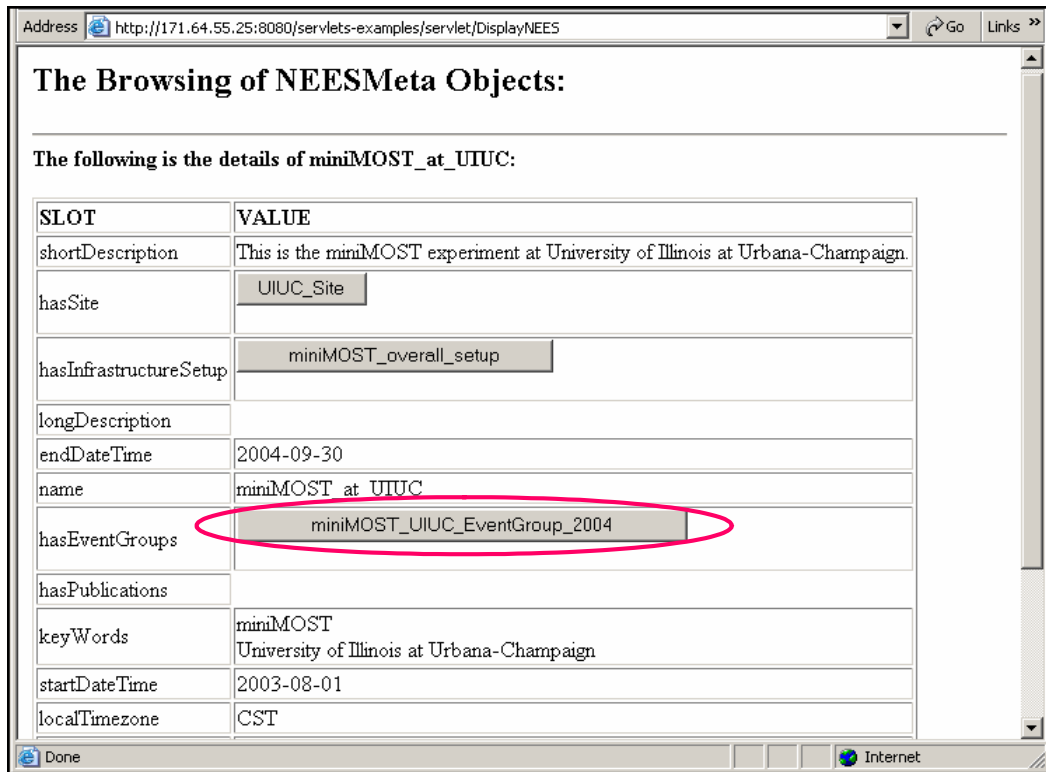 Address http://171.64.55.25:8080/servlets-examples/servlet/DisplayNEES Go Links »
The Browsing of NEESMeta Objects:
The following is the details of miniMOST_at_UIUC:
SLOT VALUE
shortDescription This is the miniMOST experiment at University of Illinois at Urbana-Champaign.
hasSite UIUC_Site
hasInfrastructureSetup miniMOST_overall_setup
longDescription
endDateTime 2004-09-30
name miniMOST_at_UIUC
hasEventGroups miniMOST_UIUC_EventGroup_2004
hasPublications
keyWords miniMOST
University of Illinois at Urbana-Champaign
startDateTime 2003-08-01
localTimezone CST
Done Internet